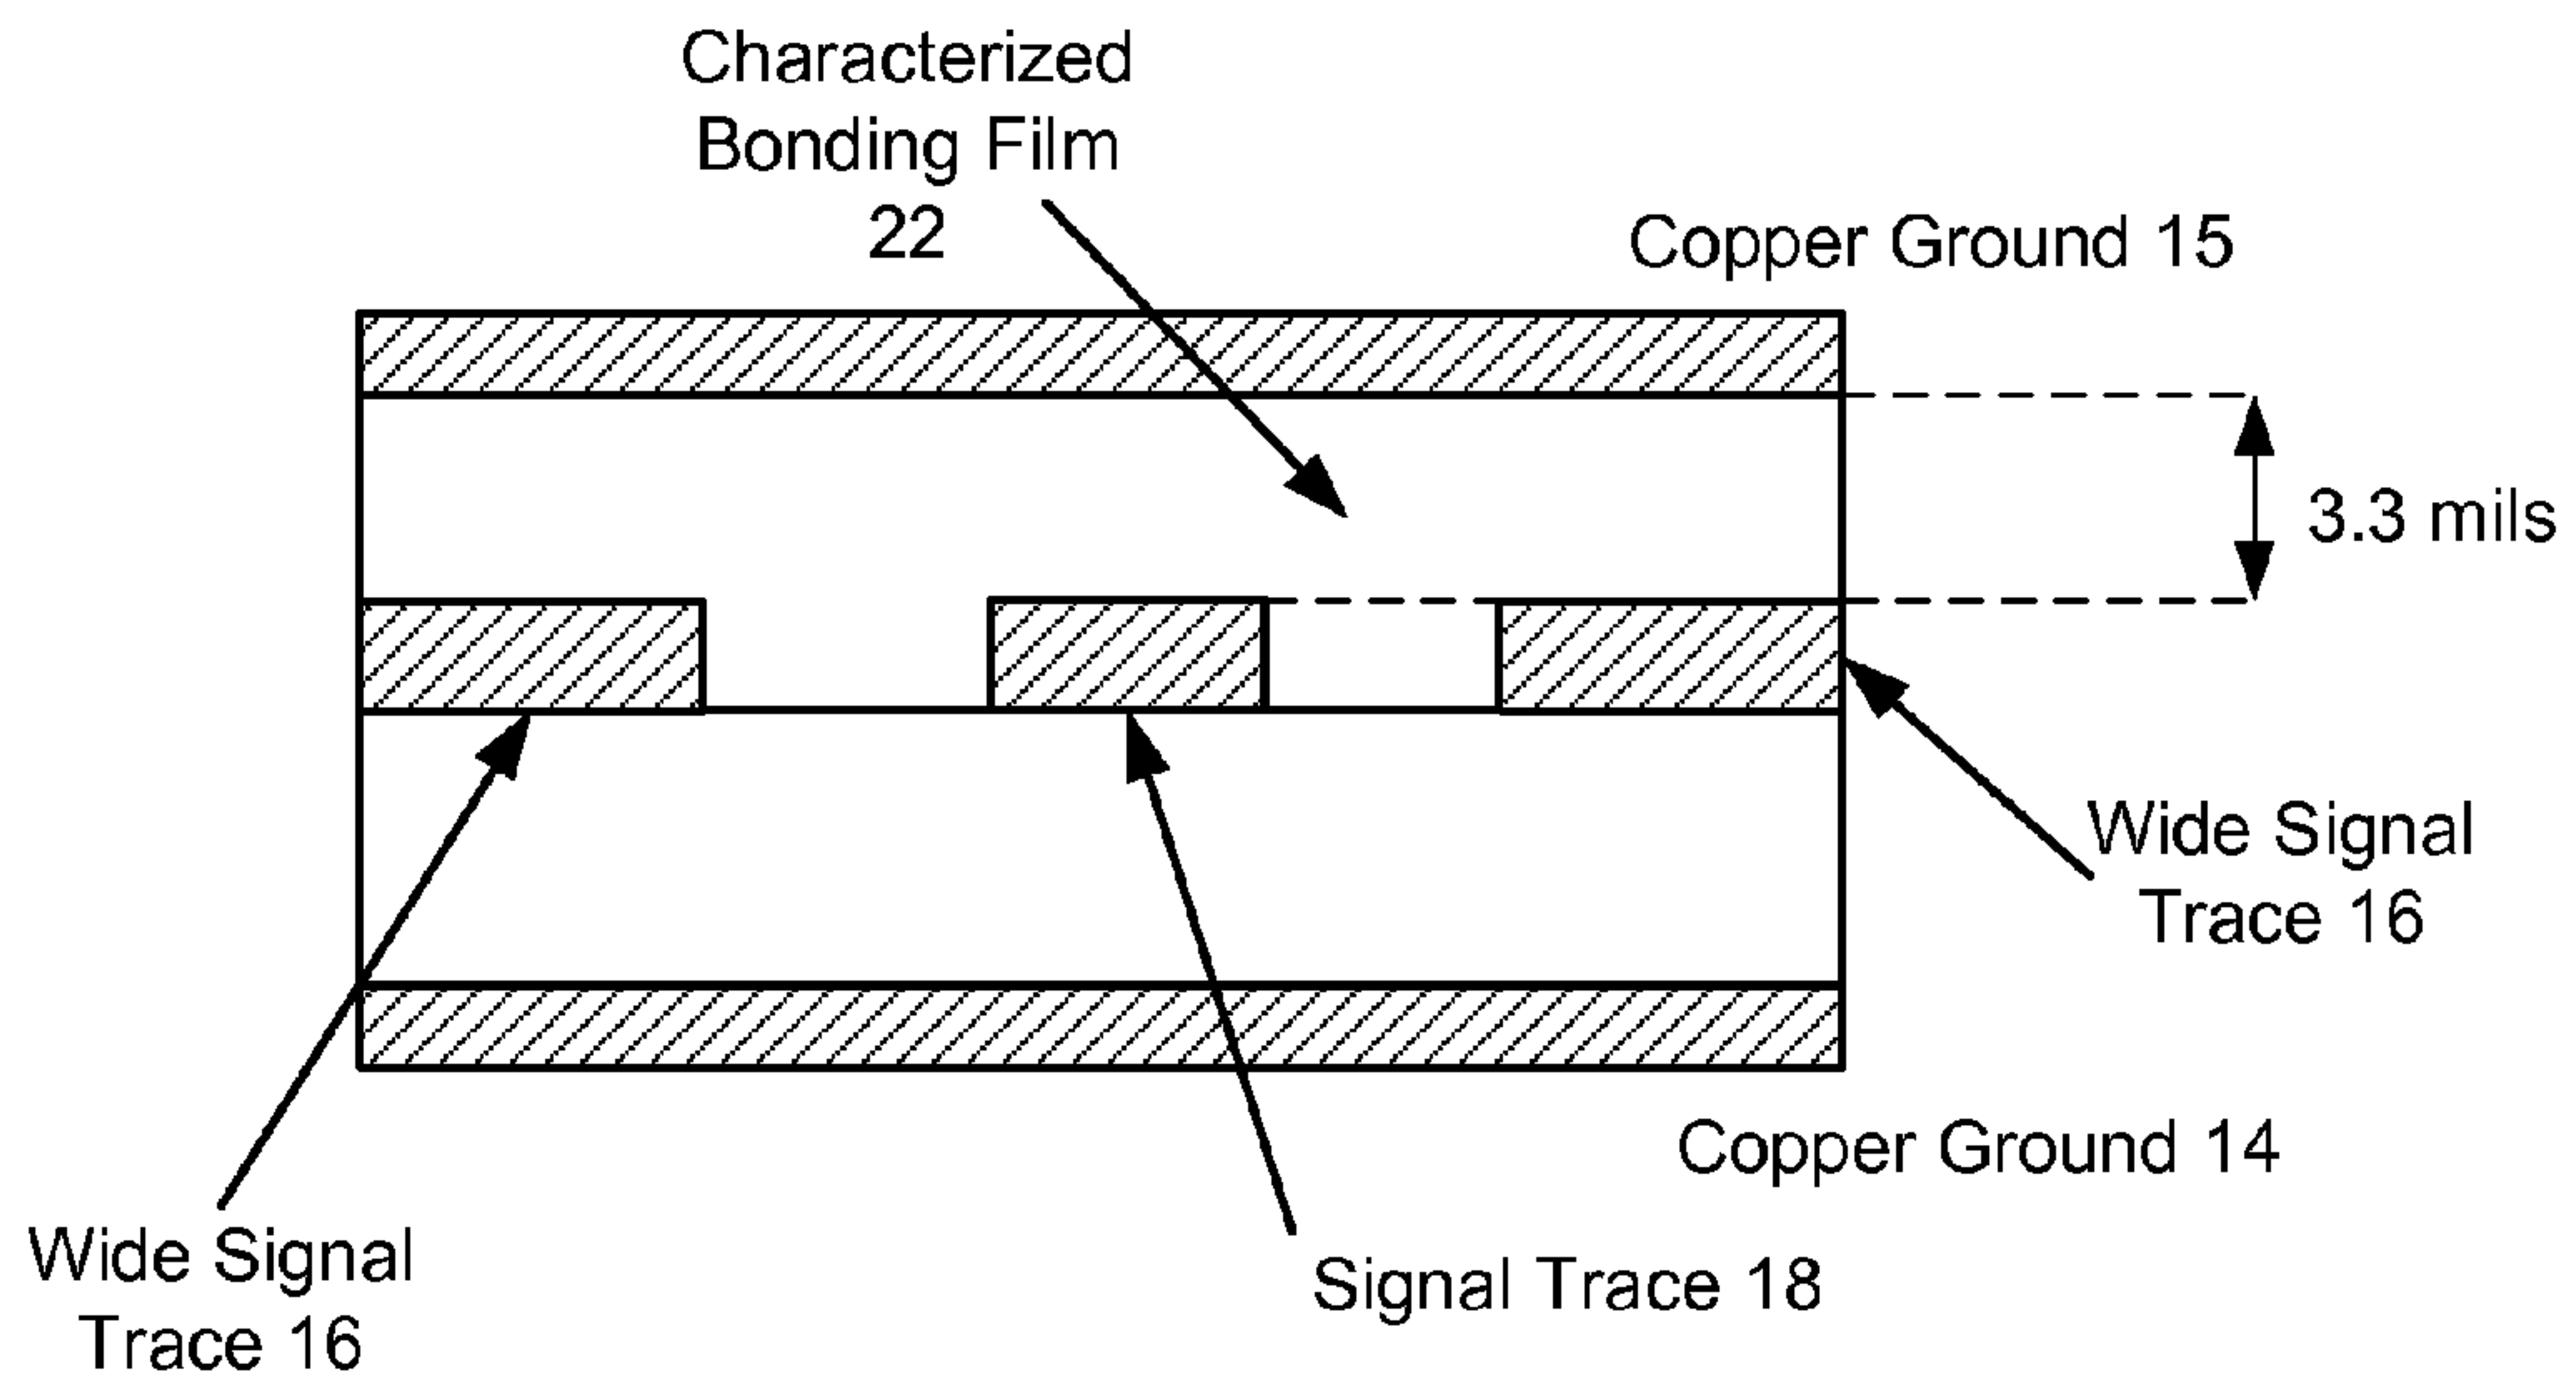 Characterized
Bonding Film
22
Copper Ground 15
3.3 mils
Wide Signal
Trace 16
Copper Ground 14
Wide Signal
Trace 16
Signal Trace 18